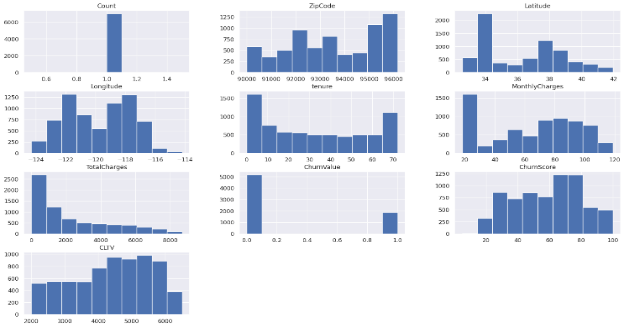 Count ZipCode Latitude
6000 4000 2000 0
0.6 0.8 1.0 1.2 1.4
1250 1000 750 500 250 0
90000 91000 92000 93000 94000 95000 96000
2000 1500 1000 500 0
34 36 38 40 42
Longitude tenure MonthlyCharges
1250 1000 750 500 250 0
−124 −122 −120 −118 −116 −114
1500 1000 500 0
0 10 20 30 40 50 60 70
1500 1000 500 0
20 40 60 80 100 120
TotalCharges ChurnValue ChurnScore
2500 2000 1500 1000 500 0
0 2000 4000 6000 8000
5000 4000 3000 2000 1000 0
0.0 0.2 0.4 0.6 0.8 1.0
1250 1000 750 500 250 0
20 40 60 80 100
CLTV
1000 800 600 400 200 0
2000 3000 4000 5000 6000